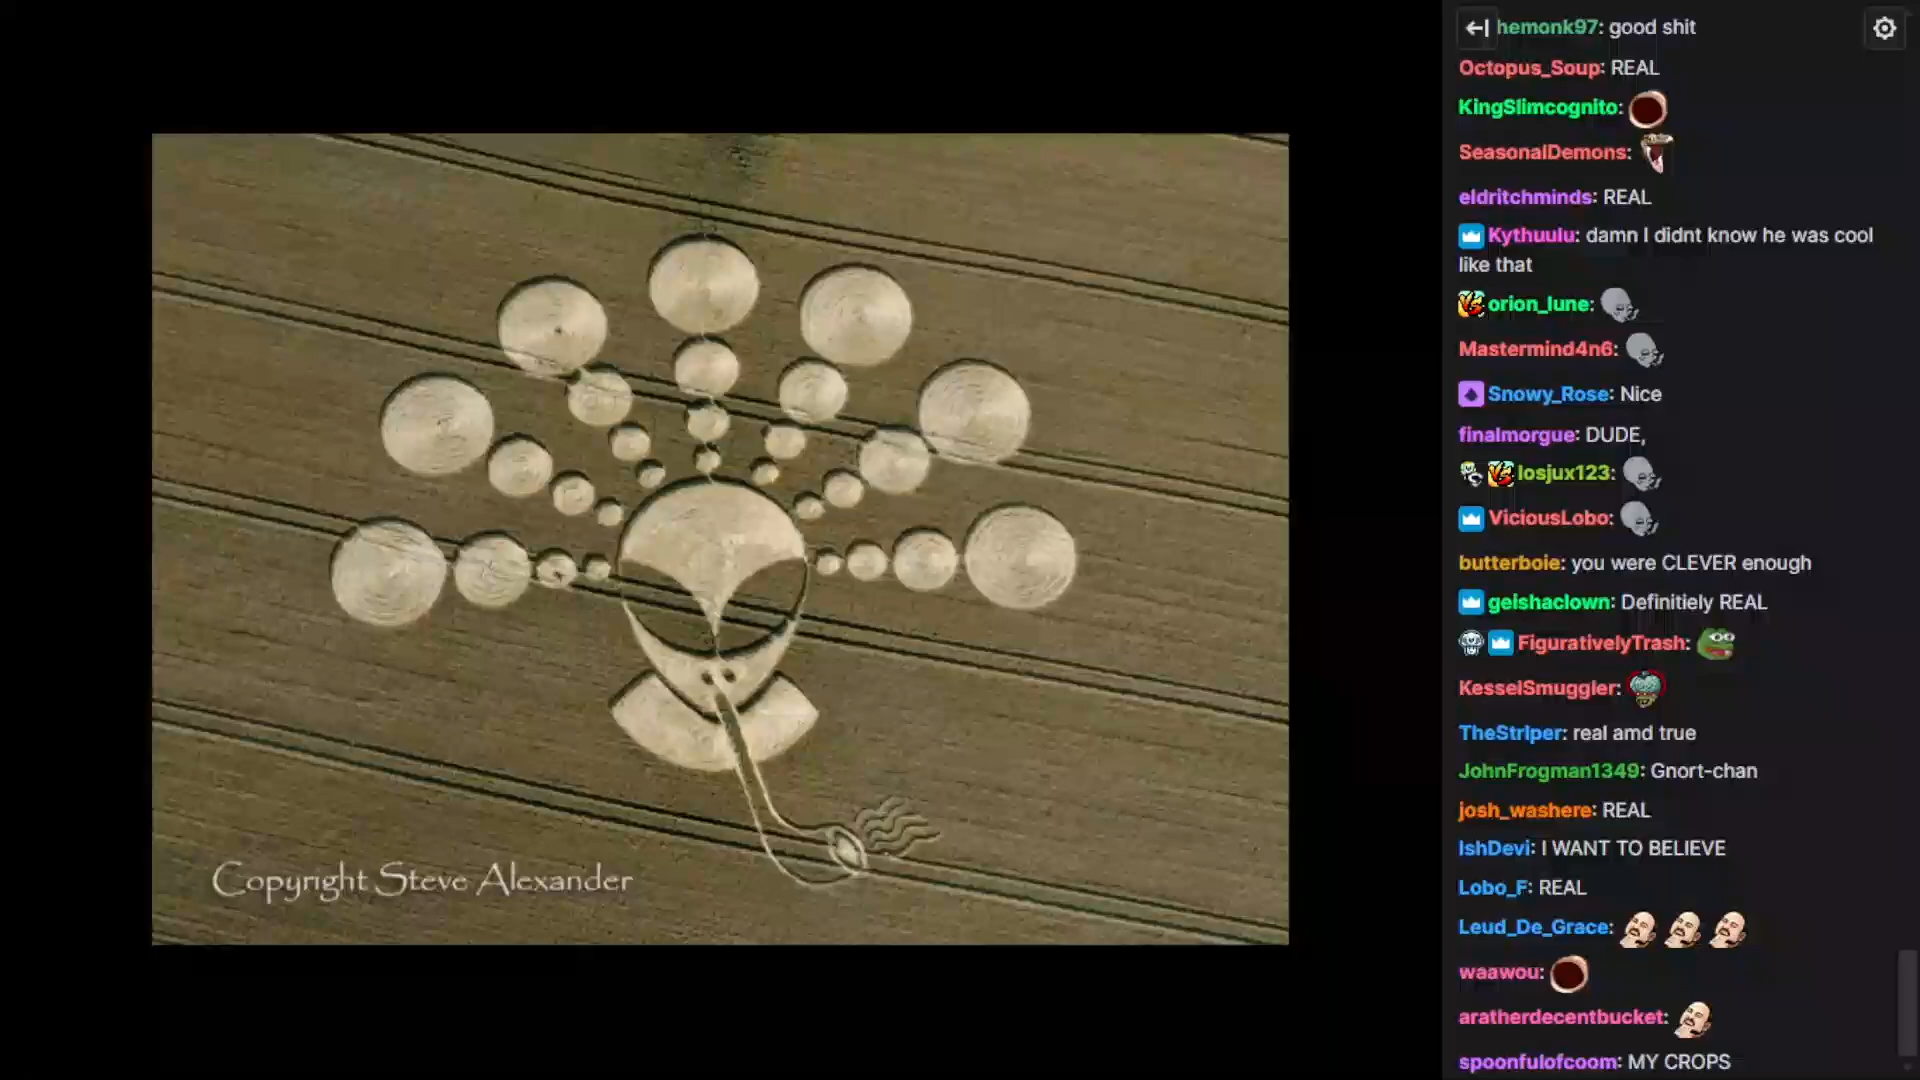 Copyright Steve Alexander
hemonk97: good shit
Octopus_Soup: REAL
KingSlimcognito:
SeasonalDemons:
eldritchminds: REAL
Kythuulu: damn I didnt know he was cool
like that
orion_lune:
Mastermind4n6:
Snowy_Rose: Nice
finalmorgue: DUDE,
losjux123:
ViciousLobo:
butterboie: you were CLEVER enough
geishaclown: Definitiely REAL
FigurativelyTrash:
KesselSmuggler:
TheStrIper: real amd true
JohnFrogman1349: Gnort-chan
josh_washere: REAL
IshDevi: I WANT TO BELIEVE
Lobo_F: REAL
Leud_De_Grace:
waawou:
aratherdecentbucket:
spoonfulofcoom: MY CROPS